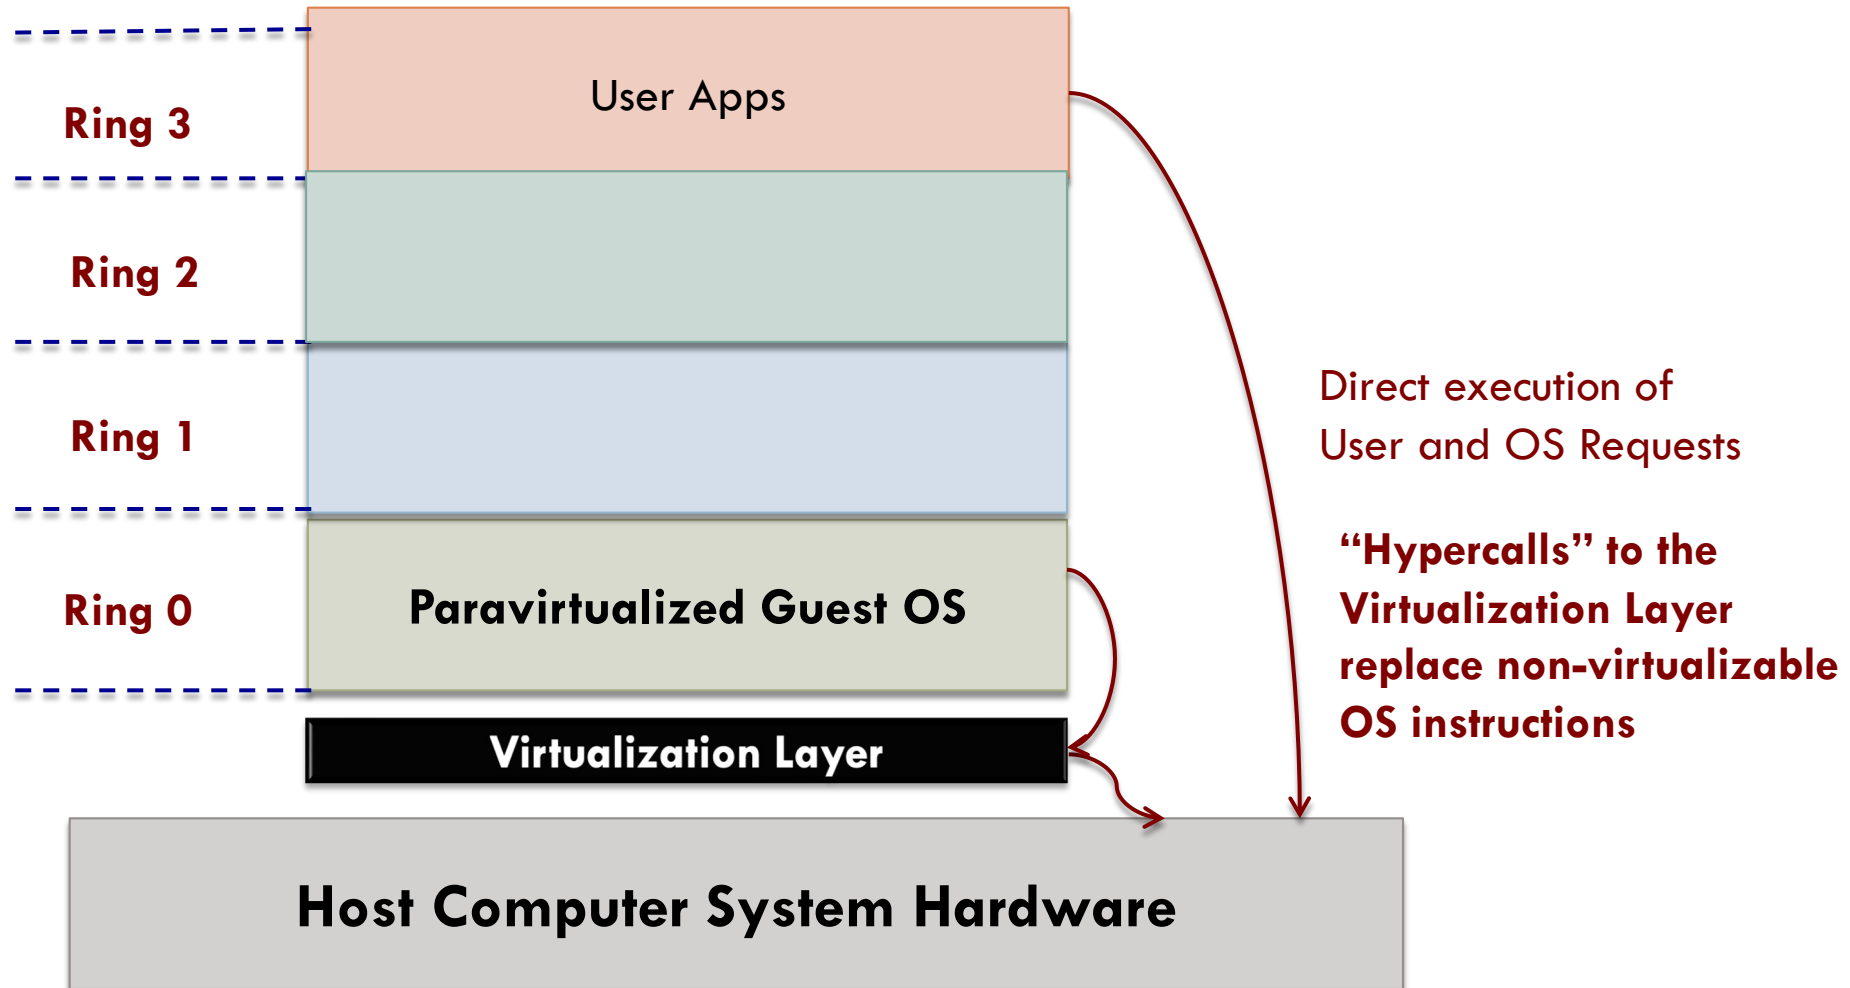 User Apps
Ring 3
Ring 2
Ring 1
Direct execution of
User and OS Requests
“Hypercalls” to the
Virtualization Layer
replace non-virtualizable
OS instructions
Ring 0
Paravirtualized Guest OS
Virtualization Layer
Host Computer System Hardware